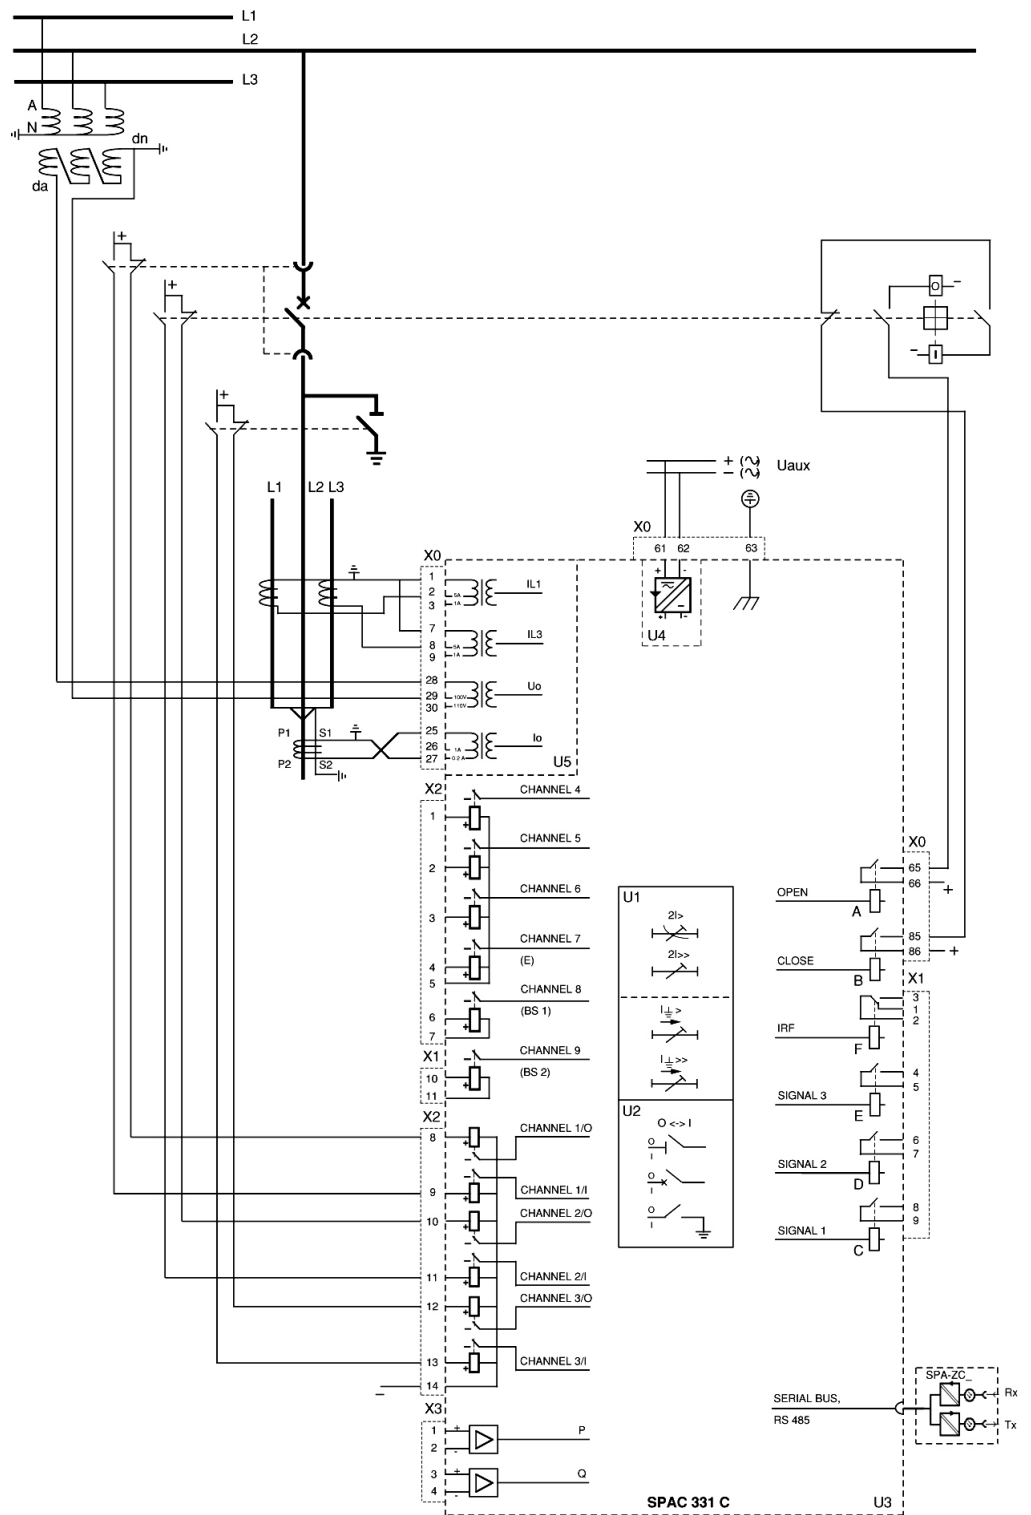 L1
L2
L3
A
N
dn
da
+
+
+
O
−
−
I
L1 L2 L3
+ (~)
− (~)
Uaux
X0
61 62 63
+ -
U4
X0
1
2
3
5A
1A
IL1
7
8
9
5A
1A
IL3
28
29
30
100V
110V
Uo
25
26
27
1A
0.2 A
Io
U5
P1 S1
P2 S2
X2
1
CHANNEL 4
2
CHANNEL 5
3
CHANNEL 6
4
5
CHANNEL 7
(E)
6
7
CHANNEL 8
(BS 1)
X1
10
11
CHANNEL 9
(BS 2)
X2
8
CHANNEL 1/O
9
CHANNEL 1/I
10
CHANNEL 2/O
11
CHANNEL 2/I
12
CHANNEL 3/O
13
CHANNEL 3/I
14
−
X3
1 +
2 -
P
3 +
4 -
Q
U1
2I>
2I>>
I >
I >>
U2
O <-> I
O
I
O
I
O
I
X0
OPEN
A
65
66 +
CLOSE
B
85
86 +
X1
IRF
F
3
1
2
SIGNAL 3
E
4
5
SIGNAL 2
D
6
7
SIGNAL 1
C
8
9
SERIAL BUS,
RS 485
SPA-ZC_
Rx
Tx
SPAC 331 C
U3